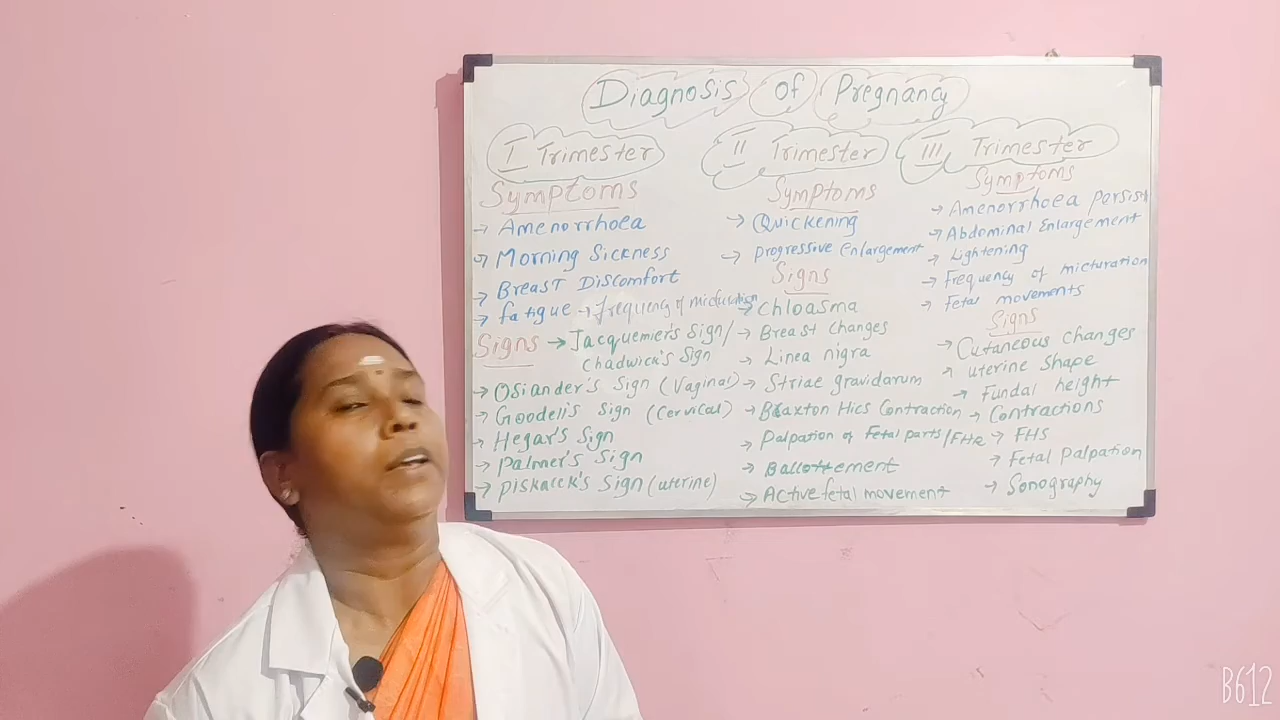 Diagnosis of Pregnancy
I Trimester
Symptoms
→ Amenorrhoea
→ Morning Sickness
→ Breast Discomfort
→ fatigue → frequency of micturation
Signs → Jacquemier's Sign/
Chadwick's Sign
→ Osiander's Sign (Vaginal)
→ Goodell's Sign (Cervical)
→ Hegar's Sign
→ Palmer's Sign
→ Piskacek's Sign (uterine)
II Trimester
Symptoms
→ Quickening
→ Progressive Enlargement
Signs
→ Chloasma
→ Breast Changes
→ Linea nigra
→ Striae gravidarum
→ Braxton Hics Contraction
→ Palpation of Fetal parts/FHR
→ Ballottement
→ Active fetal movement
III Trimester
Symptoms
→ Amenorrhoea Persist
→ Abdominal Enlargement
→ Lightening
→ Frequency of micturation
→ Fetal movements
Signs
→ Cutaneous changes
→ uterine shape
→ Fundal height
→ Contractions
→ FHS
→ Fetal Palpation
→ Sonography
B612